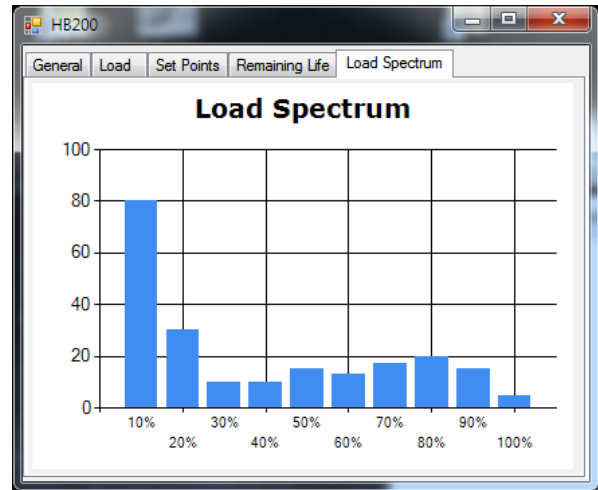 HB200
General Load Set Points Remaining Life Load Spectrum
Load Spectrum
100
80
60
40
20
0
10% 30% 50% 70% 90%
20% 40% 60% 80% 100%